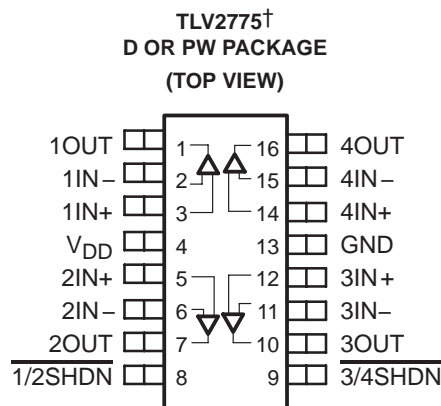 TLV2775†
D OR PW PACKAGE
(TOP VIEW)
1OUT 1 16 4OUT
1IN− 2 15 4IN−
1IN+ 3 14 4IN+
VDD 4 13 GND
2IN+ 5 12 3IN+
2IN− 6 11 3IN−
2OUT 7 10 3OUT
1/2SHDN 8 9 3/4SHDN